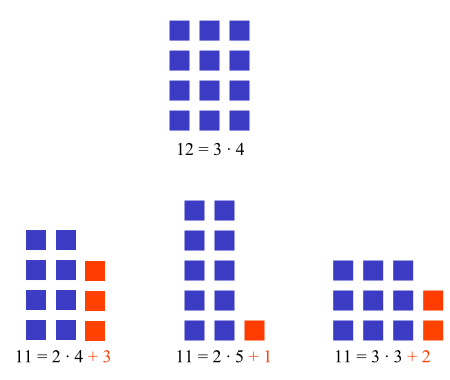 12 = 3 · 4
11 = 2 · 4 + 3
11 = 2 · 5 + 1
11 = 3 · 3 + 2